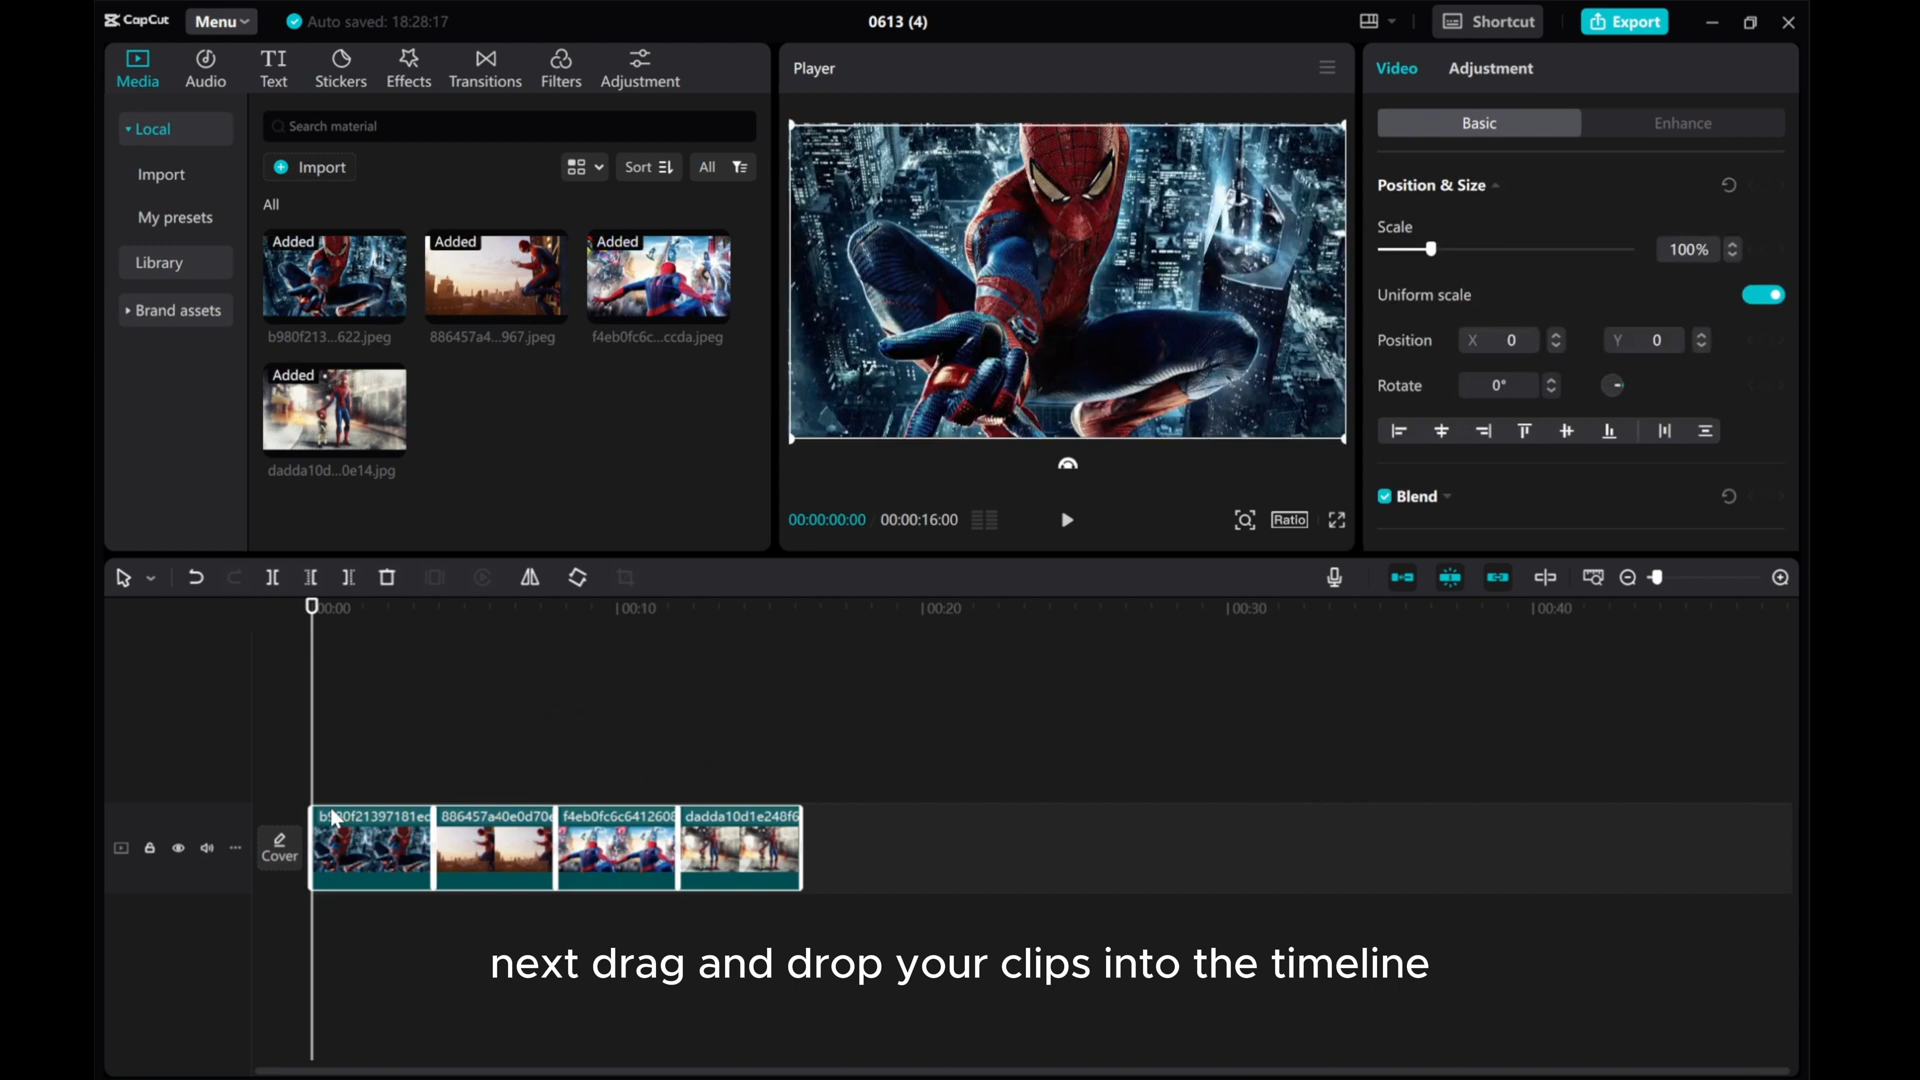 CapCut
Menu
Auto saved: 18:28:17
0613 (4)
Shortcut
Export
Media
Audio
Text
Stickers
Effects
Transitions
Filters
Adjustment
Player
Video
Adjustment
Local
Search material
Basic
Enhance
Import
Import
Sort
All
My presets
All
Position & Size
Library
Scale
100%
Brand assets
Added
Added
Added
b980f213...622.jpeg
886457a4...967.jpeg
f4eb0fc6c...ccda.jpeg
Uniform scale
Position
X
0
Y
0
Rotate
0°
Added
dadda10d...0e14.jpg
Blend
00:00:00:00
00:00:16:00
Ratio
00:00
00:10
00:20
00:30
00:40
886457a40e0d70e
f4eb0fc6c6412608
dadda10d1e248f6
Cover
next drag and drop your clips into the timeline